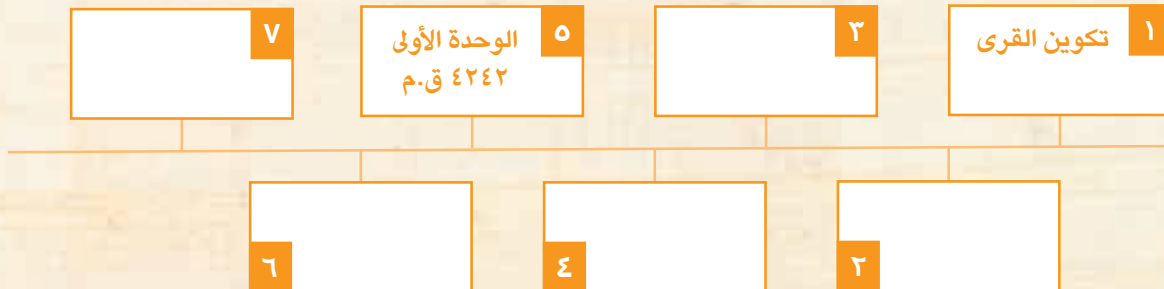 ١ تكوين القرى
٣
٥ الوحدة الأولى
٤٢٤٢ ق.م
٧
٢
٤
٦